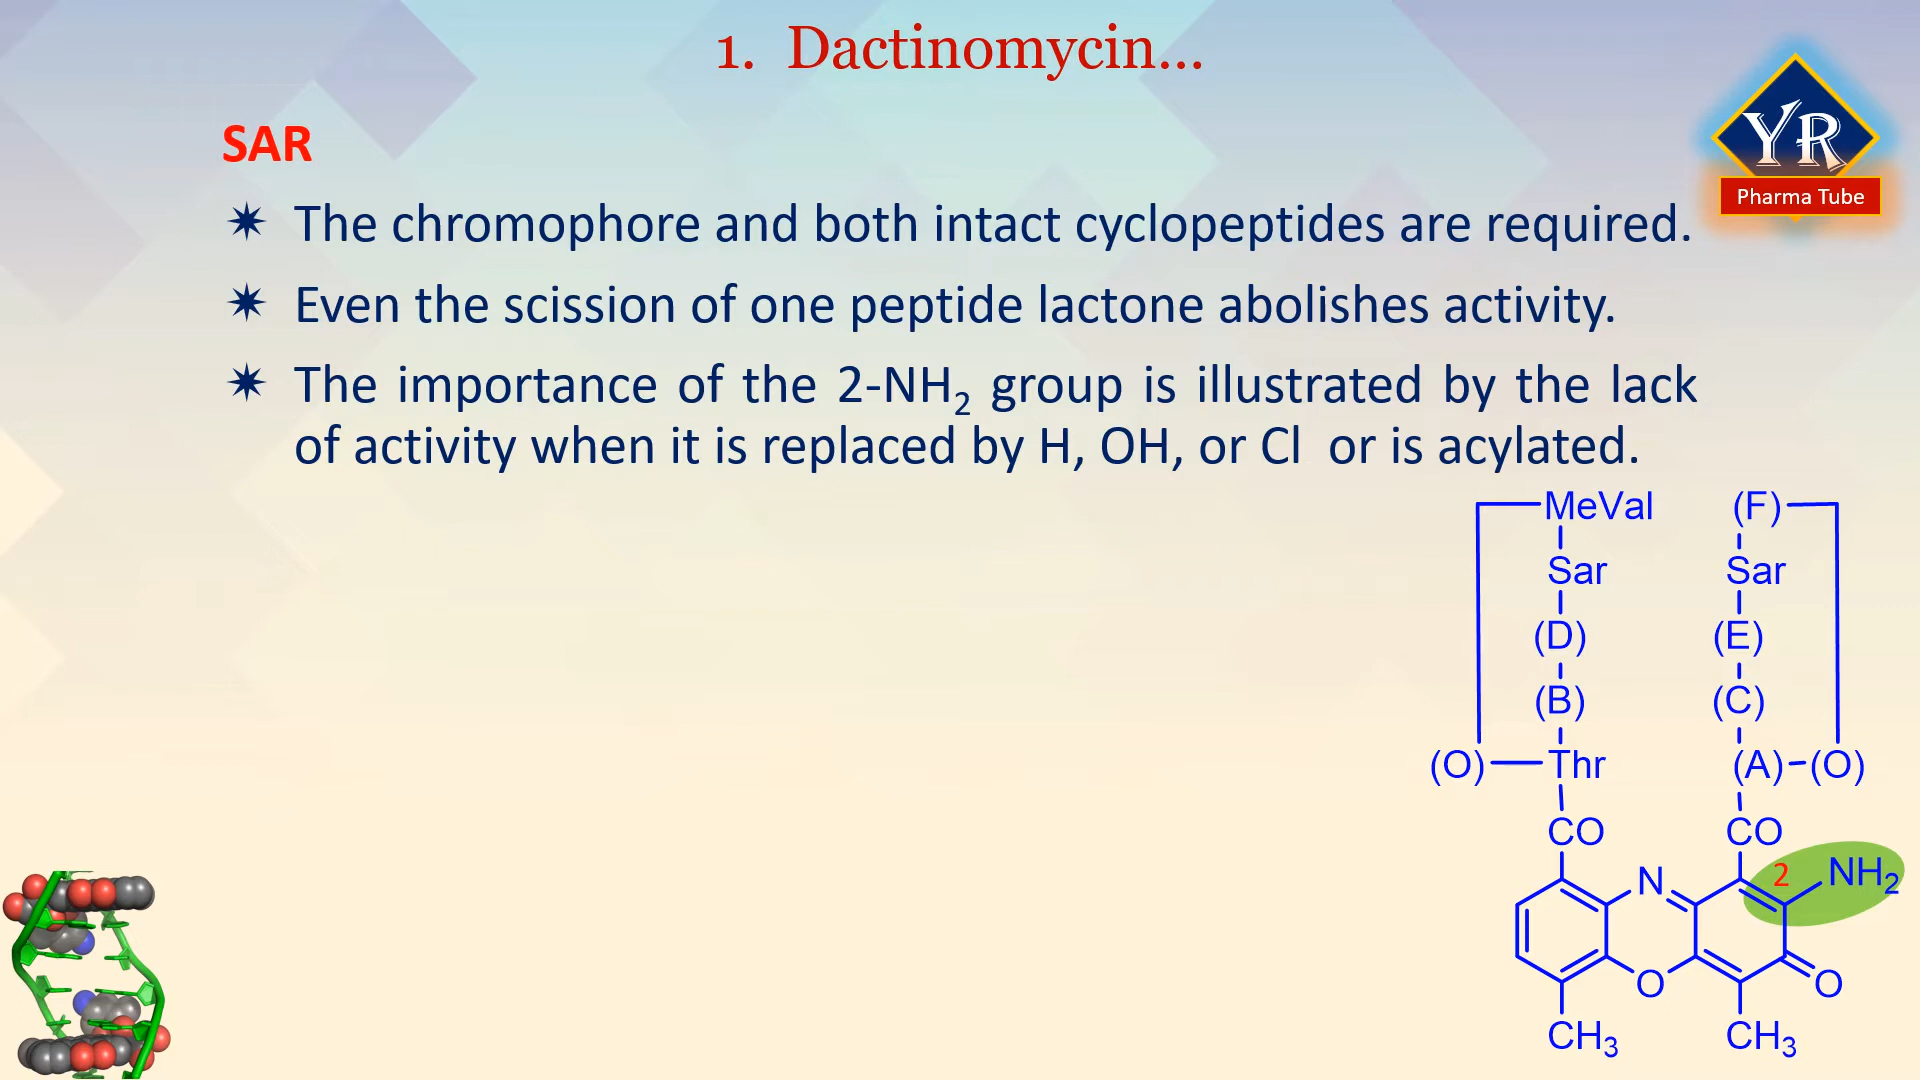 1. Dactinomycin...
YR
Pharma Tube
SAR
✷ The chromophore and both intact cyclopeptides are required.
✷ Even the scission of one peptide lactone abolishes activity.
✷ The importance of the 2-NH₂ group is illustrated by the lack
of activity when it is replaced by H, OH, or Cl or is acylated.
MeVal (F)
Sar Sar
(D) (E)
(B) (C)
(O) Thr (A) (O)
CO CO
N 2 NH₂
O O
CH₃ CH₃